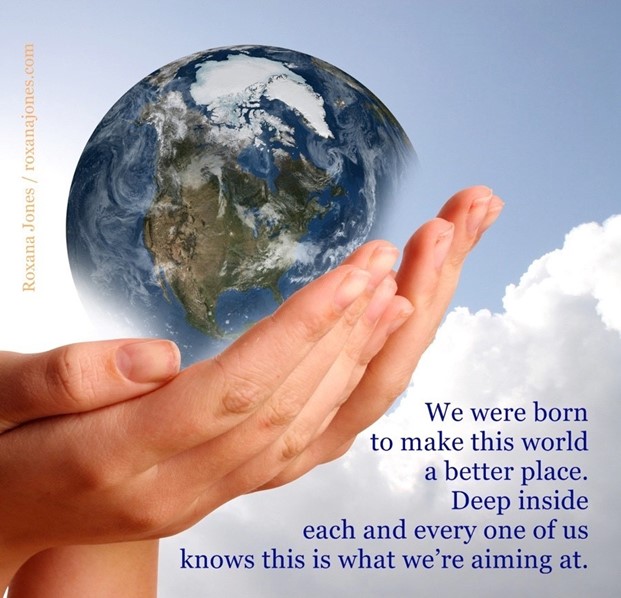 Roxana Jones / roxanajones.com
We were born
to make this world
a better place.
Deep inside
each and every one of us
knows this is what we're aiming at.